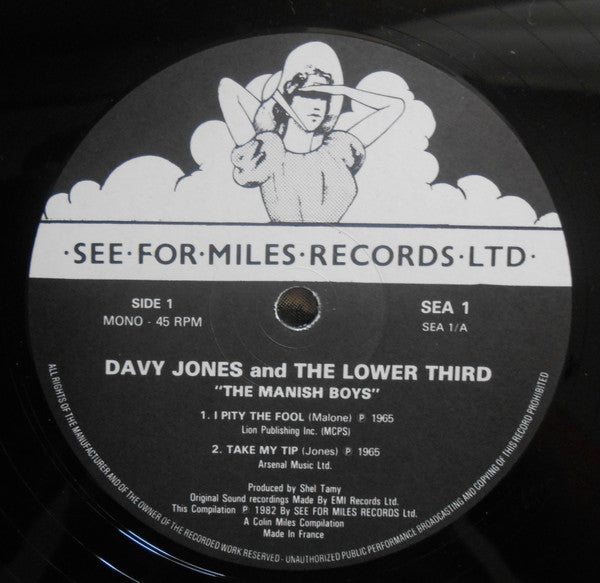 ·SEE·FOR·MILES·RECORDS·LTD·
SIDE 1
MONO - 45 RPM
SEA 1
SEA 1/A
DAVY JONES and THE LOWER THIRD
"THE MANISH BOYS"
1. I PITY THE FOOL (Malone) ℗ 1965
Lion Publishing Inc. (MCPS)
2. TAKE MY TIP (Jones) ℗ 1965
Arsenal Music Ltd.
Produced by Shel Tamy
Original Sound recordings Made By EMI Records Ltd.
This Compilation ℗ 1982 By SEE FOR MILES RECORDS Ltd.
A Colin Miles Compilation
Made in France
ALL RIGHTS OF THE MANUFACTURER AND OF THE OWNER OF THE RECORDED WORK RESERVED - UNAUTHORIZED PUBLIC PERFORMANCE BROADCASTING AND COPYING OF THIS RECORD PROHIBITED